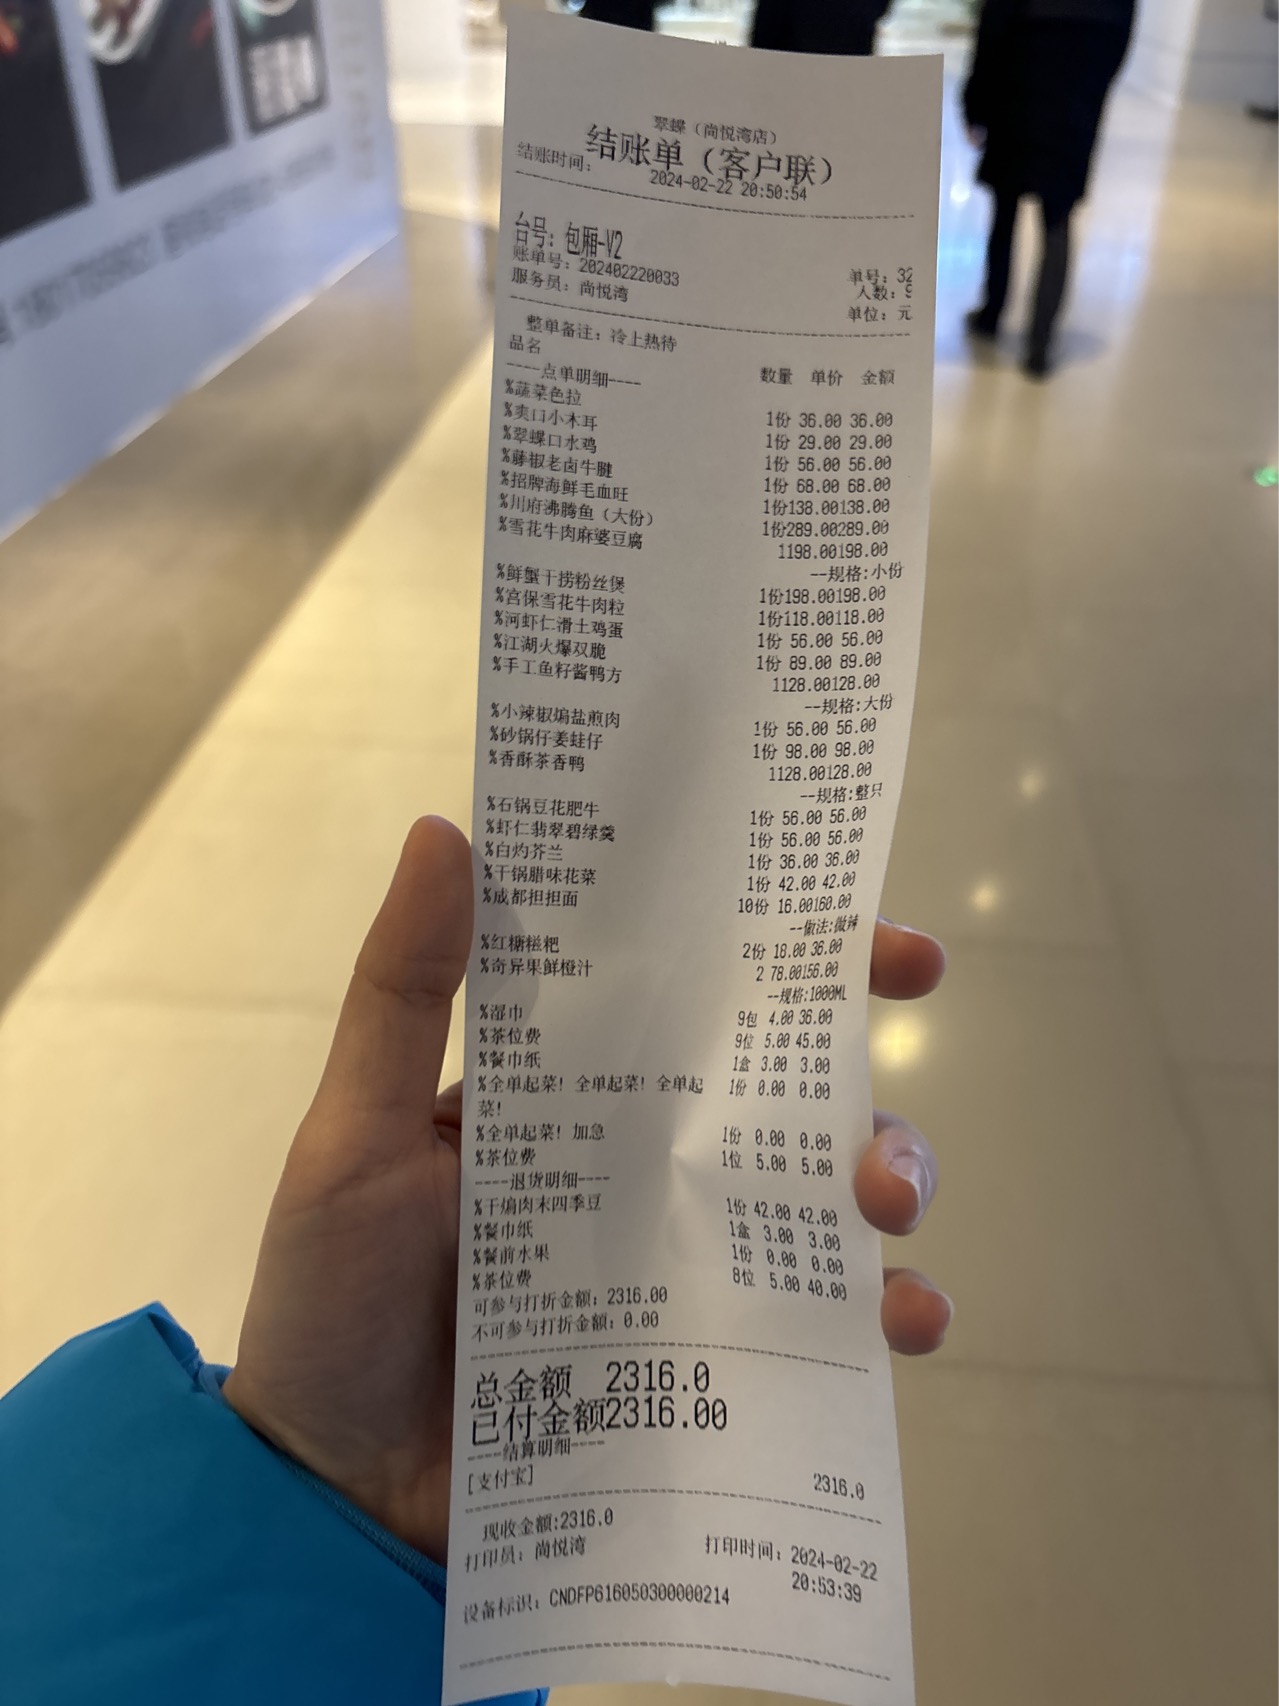 翠蝶（尚悦湾店）
结账单（客户联）
结账时间： 2024-02-22 20:50:54
台号：包厢-V2
账单号：202402220033 单号：32
服务员：尚悦湾 人数：9
单位：元
整单备注：冷上热待
品名 数量 单价 金额
----点单明细----
%蔬菜色拉 1份 36.00 36.00
%爽口小木耳 1份 29.00 29.00
%翠蝶口水鸡 1份 56.00 56.00
%藤椒老卤牛腱 1份 68.00 68.00
%招牌海鲜毛血旺 1份138.00138.00
%川府沸腾鱼（大份） 1份289.00289.00
%雪花牛肉麻婆豆腐 1198.00198.00
--规格:小份
%鲜蟹干捞粉丝煲 1份198.00198.00
%宫保雪花牛肉粒 1份118.00118.00
%河虾仁滑土鸡蛋 1份 56.00 56.00
%江湖火爆双脆 1份 89.00 89.00
%手工鱼籽酱鸭方 1128.00128.00
--规格:大份
%小辣椒煸盐煎肉 1份 56.00 56.00
%砂锅仔姜蛙仔 1份 98.00 98.00
%香酥茶香鸭 1128.00128.00
--规格:整只
%石锅豆花肥牛 1份 56.00 56.00
%虾仁翡翠碧绿羹 1份 56.00 56.00
%白灼芥兰 1份 36.00 36.00
%干锅腊味花菜 1份 42.00 42.00
%成都担担面 10份 16.00160.00
--做法:微辣
%红糖糍粑 2份 18.00 36.00
%奇异果鲜橙汁 2 78.00156.00
--规格:1000ML
%湿巾 9包 4.00 36.00
%茶位费 9位 5.00 45.00
%餐巾纸 1盒 3.00 3.00
%全单起菜！全单起菜！全单起 1份 0.00 0.00
菜！
%全单起菜！加急 1份 0.00 0.00
%茶位费 1位 5.00 5.00
----退货明细----
%干煸肉末四季豆 1份 42.00 42.00
%餐巾纸 1盒 3.00 3.00
%餐前水果 1份 0.00 0.00
%茶位费 8位 5.00 40.00
可参与打折金额：2316.00
不可参与打折金额：0.00
总金额 2316.0
已付金额2316.00
----结算明细----
[支付宝] 2316.0
现收金额:2316.0
打印员：尚悦湾 打印时间：2024-02-22
20:53:39
设备标识：CNDFP616050300000214